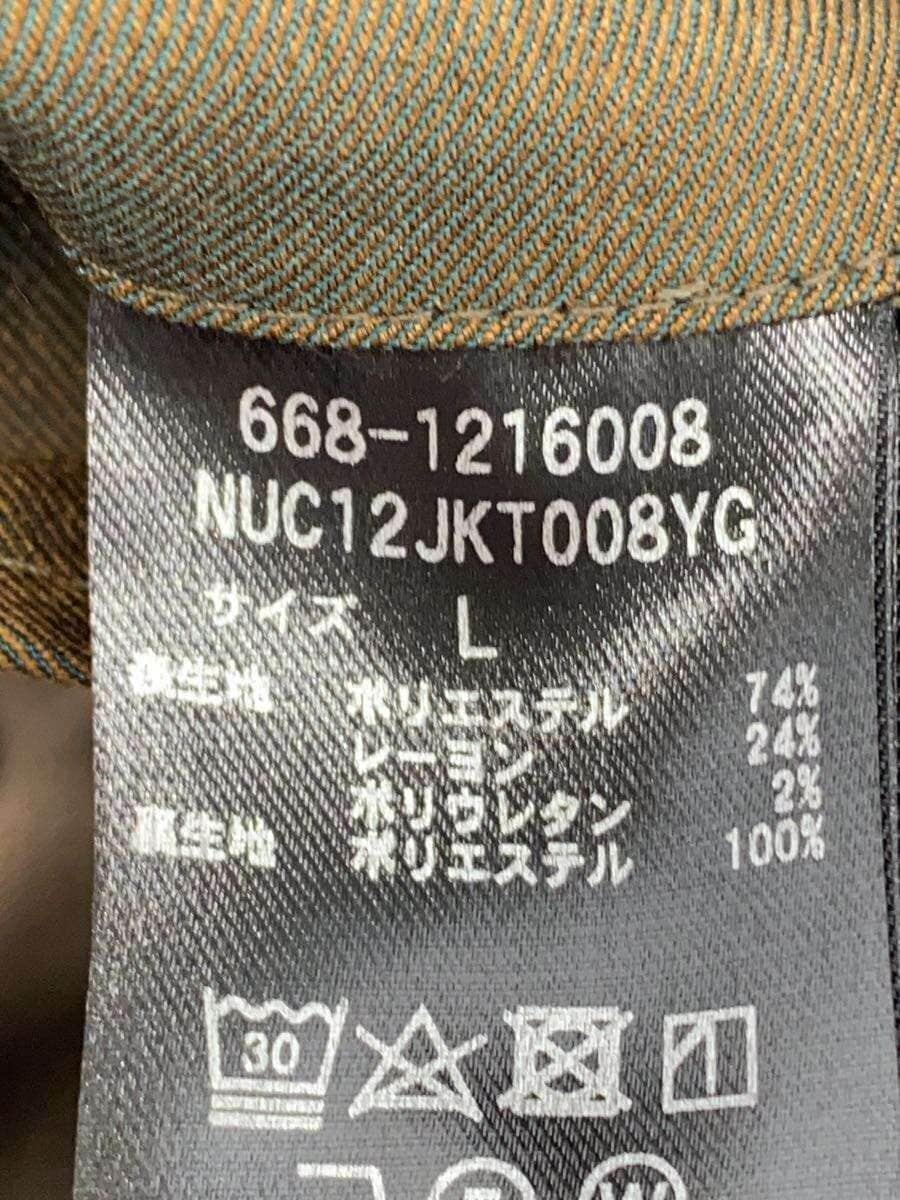 668-1216008
NUC12JKT008YG
サイズ L
表生地 ポリエステル 74%
レーヨン 24%
ポリウレタン 2%
裏生地 ポリエステル 100%
30